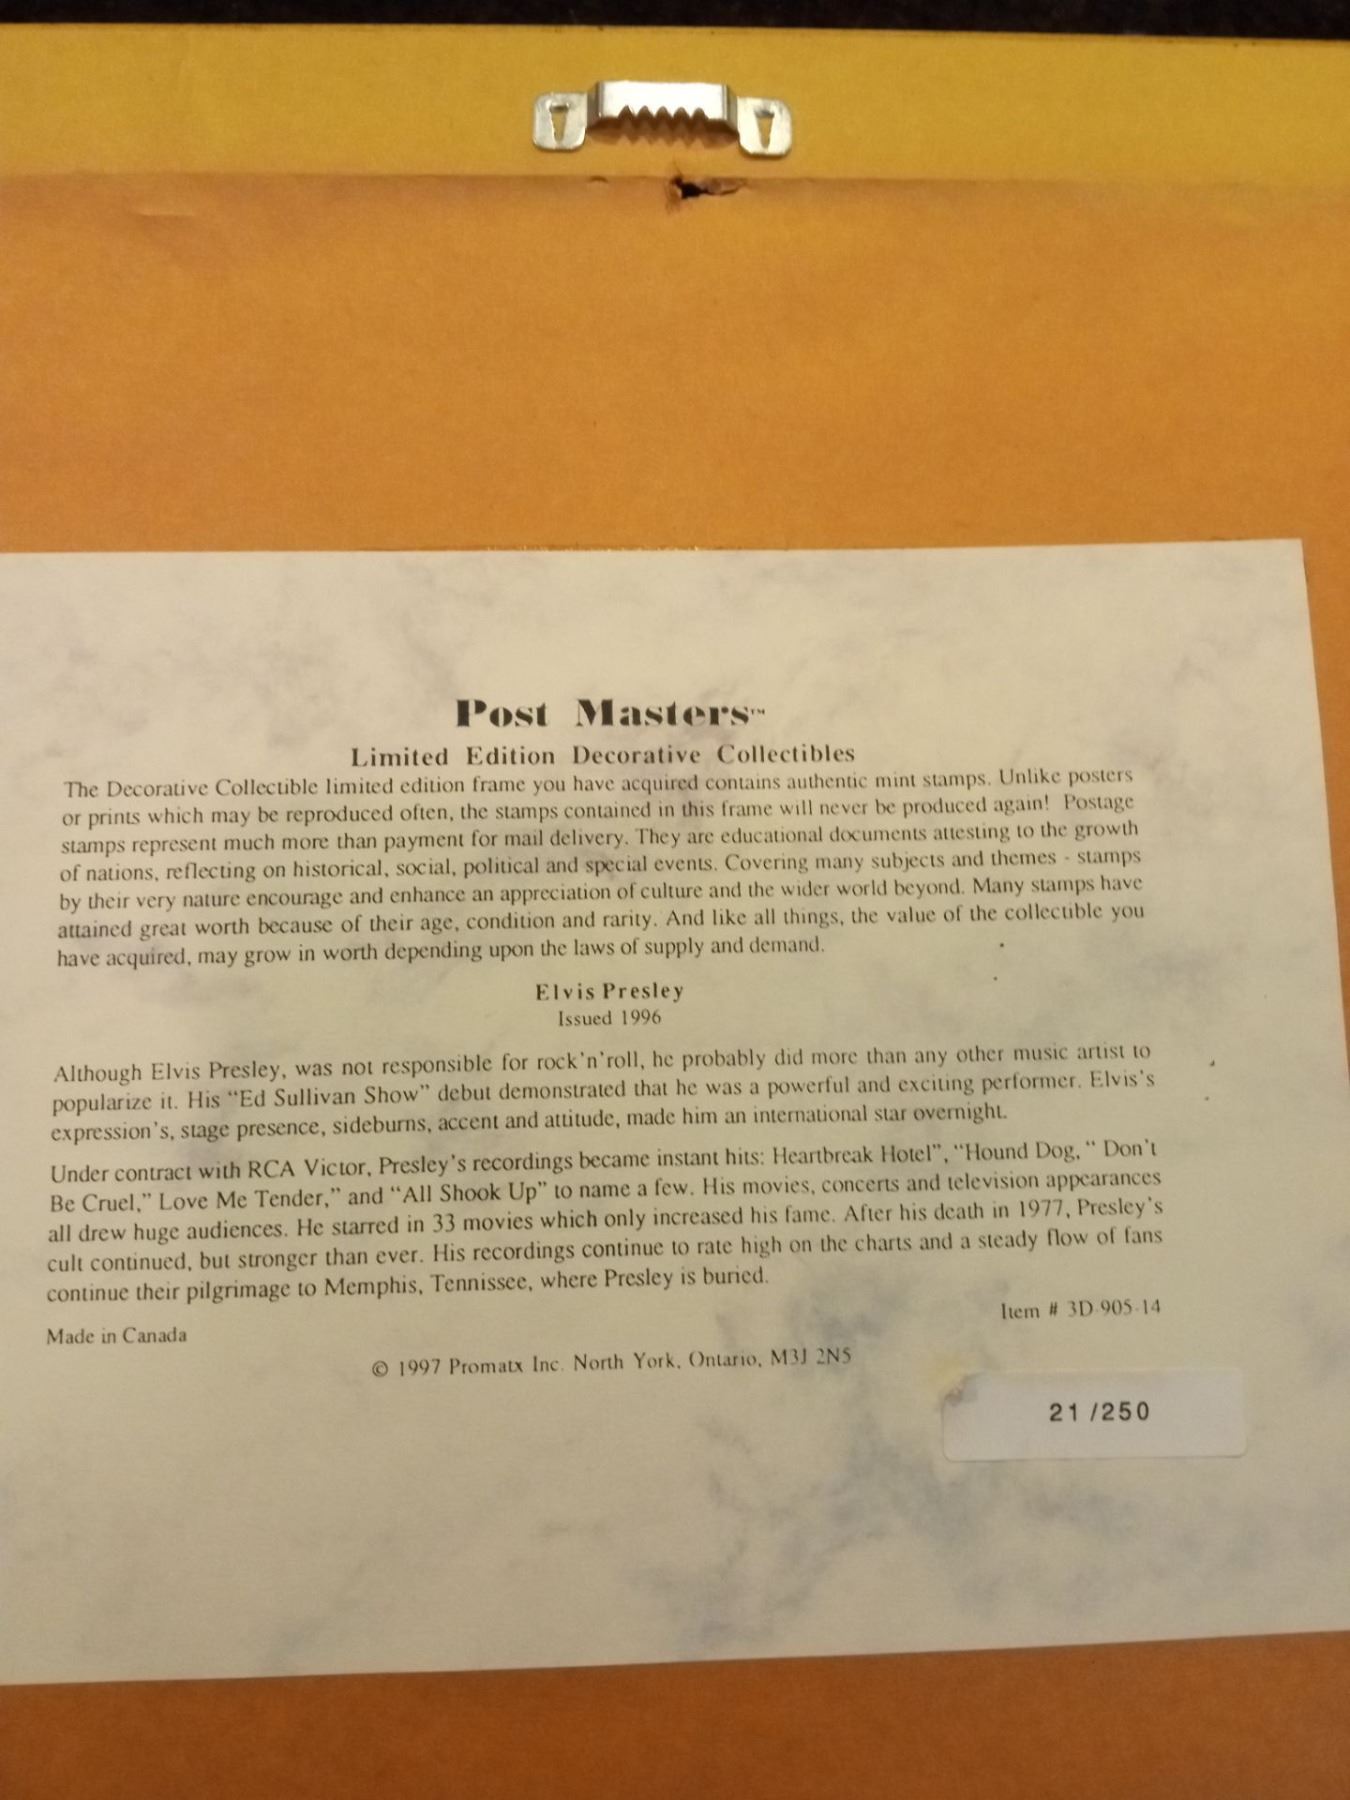 Post Masters™
Limited Edition Decorative Collectibles
The Decorative Collectible limited edition frame you have acquired contains authentic mint stamps. Unlike posters
or prints which may be reproduced often, the stamps contained in this frame will never be produced again! Postage
stamps represent much more than payment for mail delivery. They are educational documents attesting to the growth
of nations, reflecting on historical, social, political and special events. Covering many subjects and themes - stamps
by their very nature encourage and enhance an appreciation of culture and the wider world beyond. Many stamps have
attained great worth because of their age, condition and rarity. And like all things, the value of the collectible you
have acquired, may grow in worth depending upon the laws of supply and demand.
Elvis Presley
Issued 1996
Although Elvis Presley, was not responsible for rock'n'roll, he probably did more than any other music artist to
popularize it. His “Ed Sullivan Show” debut demonstrated that he was a powerful and exciting performer. Elvis's
expression's, stage presence, sideburns, accent and attitude, made him an international star overnight.
Under contract with RCA Victor, Presley's recordings became instant hits: Heartbreak Hotel”, “Hound Dog, “ Don't
Be Cruel,” Love Me Tender,” and “All Shook Up” to name a few. His movies, concerts and television appearances
all drew huge audiences. He starred in 33 movies which only increased his fame. After his death in 1977, Presley's
cult continued, but stronger than ever. His recordings continue to rate high on the charts and a steady flow of fans
continue their pilgrimage to Memphis, Tennissee, where Presley is buried.
Item # 3D-905-14
Made in Canada
© 1997 Promatx Inc. North York, Ontario, M3J 2N5
21/250